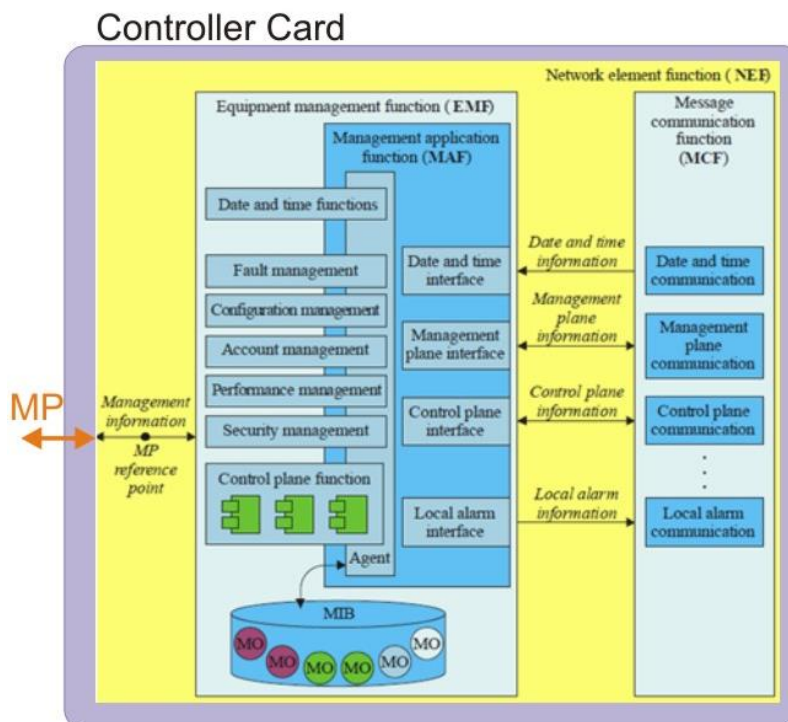 Controller Card
Network element function ( NEF)
Equipment management function ( EMF)
Management application
function (MAF)
Date and time functions
Fault management
Configuration management
Account management
Performance management
Security management
Control plane function
Agent
Date and time
interface
Management
plane interface
Control plane
interface
Local alarm
interface
MIB
MO
MO
MO
MO
MO
MO
MP
Management
information
MP
reference
point
Date and time
information
Management
plane
information
Control plane
information
Local alarm
information
Message
communication
function
(MCF)
Date and time
communication
Management
plane
communication
Control plane
communication
Local alarm
communication